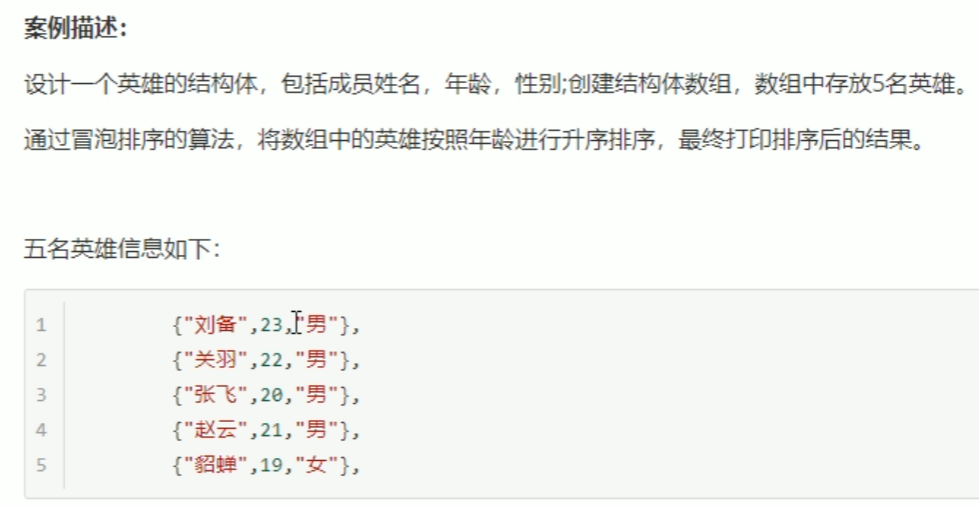 案例描述：
设计一个英雄的结构体，包括成员姓名，年龄，性别;创建结构体数组，数组中存放5名英雄。
通过冒泡排序的算法，将数组中的英雄按照年龄进行升序排序，最终打印排序后的结果。
五名英雄信息如下：
1 {"刘备",23,"男"},
2 {"关羽",22,"男"},
3 {"张飞",20,"男"},
4 {"赵云",21,"男"},
5 {"貂蝉",19,"女"},